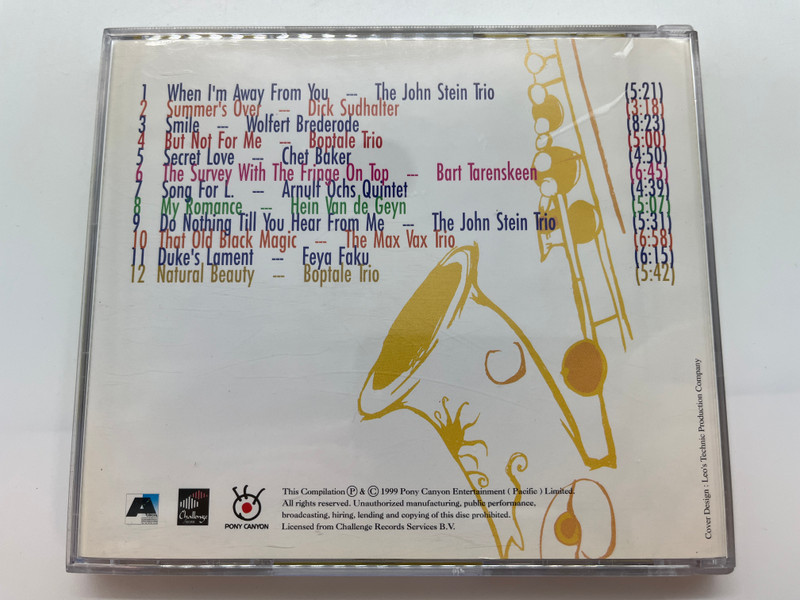 1 When I'm Away From You --- The John Stein Trio (5:21)
2 Summer's Over --- Dick Sudhalter (3:18)
3 Smile --- Wolfert Brederode (8:23)
4 But Not For Me --- Boptale Trio (5:00)
5 Secret Love --- Chet Baker (4:50)
6 The Survey With The Fringe On Top --- Bart Tarenskeen (6:45)
7 Song For L. --- Arnulf Ochs Quintet (4:39)
8 My Romance --- Hein Van de Geyn (5:07)
9 Do Nothing Till You Hear From Me --- The John Stein Trio (5:31)
10 That Old Black Magic --- The Max Vax Trio (6:58)
11 Duke's Lament --- Feya Faku (6:15)
12 Natural Beauty --- Boptale Trio (5:42)
Challenge
PONY CANYON
This Compilation Ⓟ & Ⓒ 1999 Pony Canyon Entertainment ( Pacific ) Limited.
All rights reserved. Unauthorized manufacturing, public performance,
broadcasting, hiring, lending and copying of this disc prohibited.
Licensed from Challenge Records Services B.V.
Cover Design : Leo's Technic Production Company